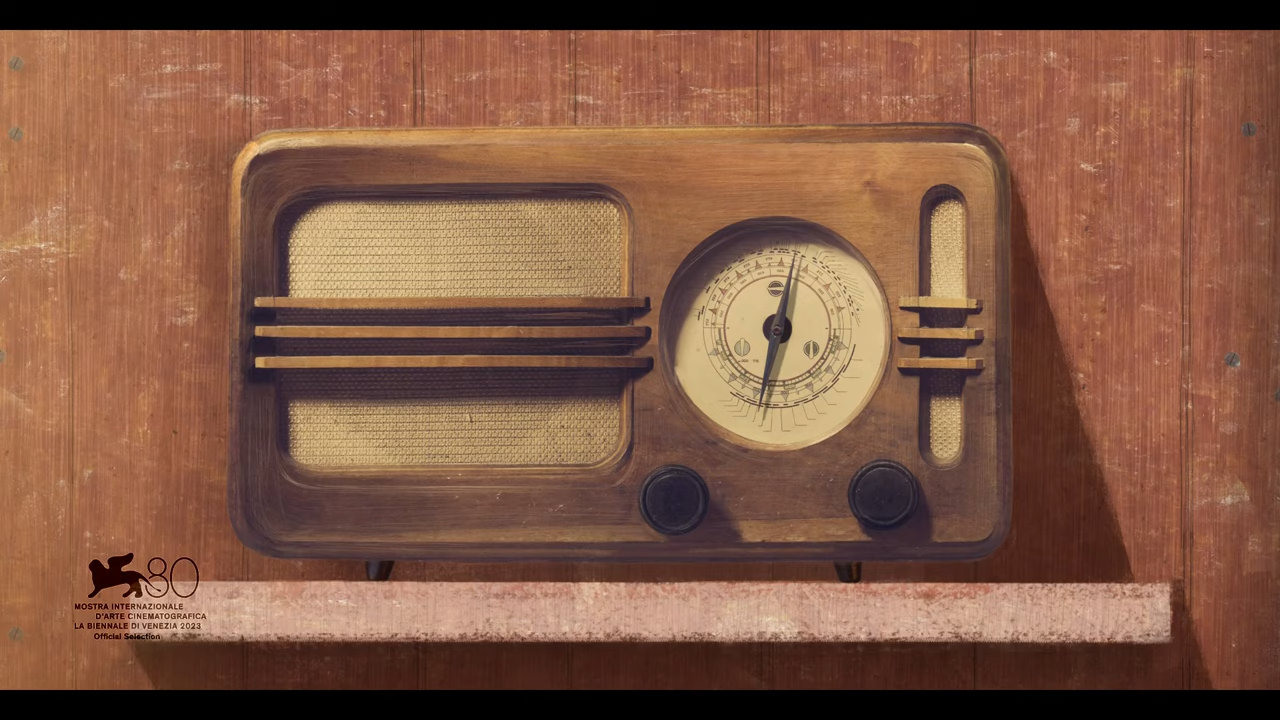 80
MOSTRA INTERNAZIONALE
D'ARTE CINEMATOGRAFICA
LA BIENNALE DI VENEZIA 2023
Official Selection